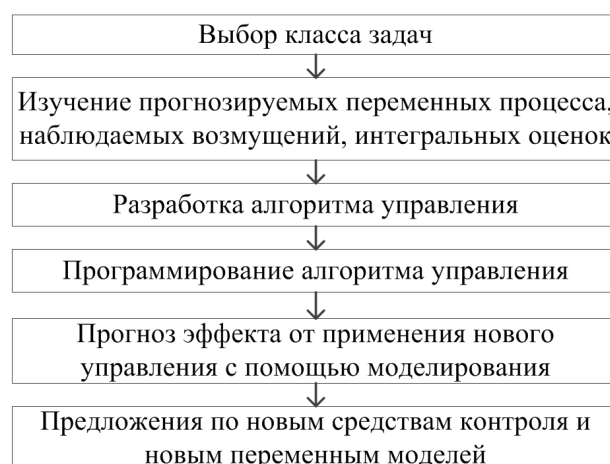 Выбор класса задач
Изучение прогнозируемых переменных процесса,
наблюдаемых возмущений, интегральных оценок
Разработка алгоритма управления
Программирование алгоритма управления
Прогноз эффекта от применения нового
управления с помощью моделирования
Предложения по новым средствам контроля и
новым переменным моделей